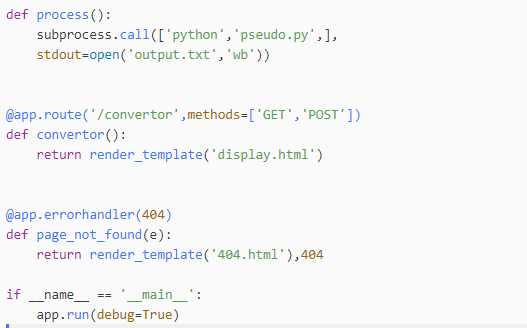 def process():
    subprocess.call(['python','pseudo.py',],
    stdout=open('output.txt','wb'))
@app.route('/convertor',methods=['GET','POST'])
def convertor():
    return render_template('display.html')
@app.errorhandler(404)
def page_not_found(e):
    return render_template('404.html'),404
if __name__ == '__main__':
    app.run(debug=True)